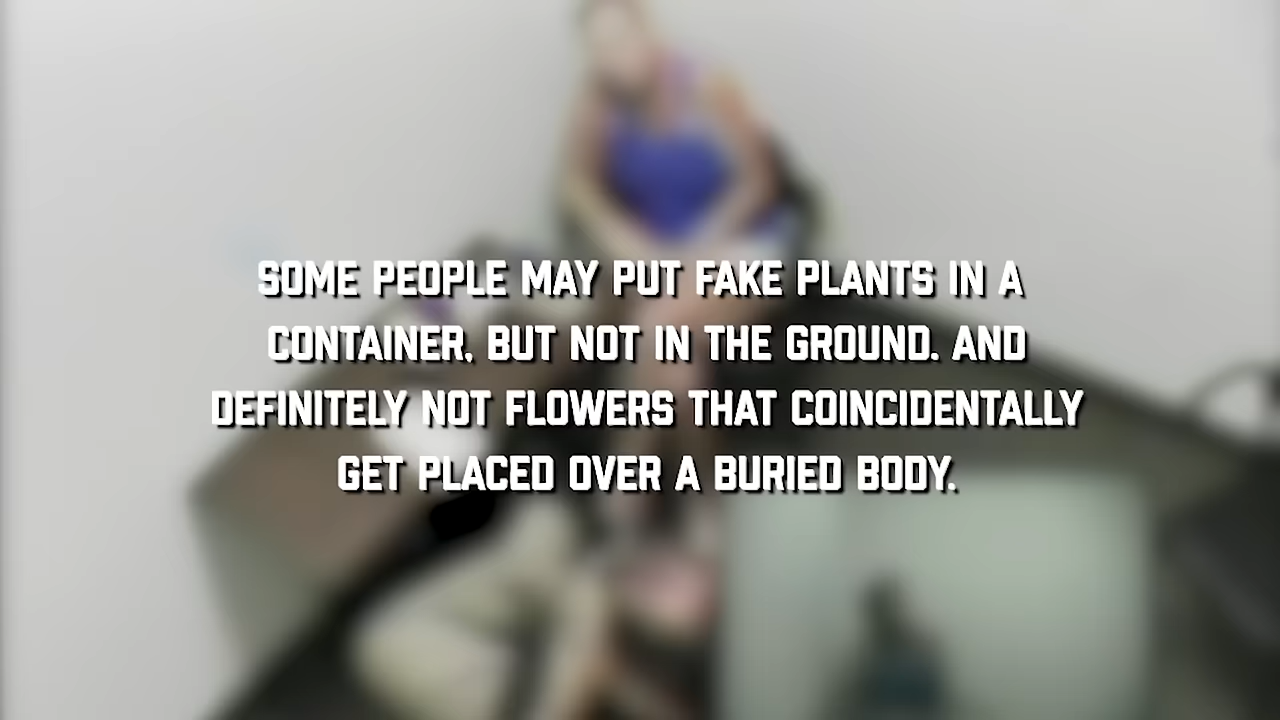 SOME PEOPLE MAY PUT FAKE PLANTS IN A
CONTAINER, BUT NOT IN THE GROUND. AND
DEFINITELY NOT FLOWERS THAT COINCIDENTALLY
GET PLACED OVER A BURIED BODY.